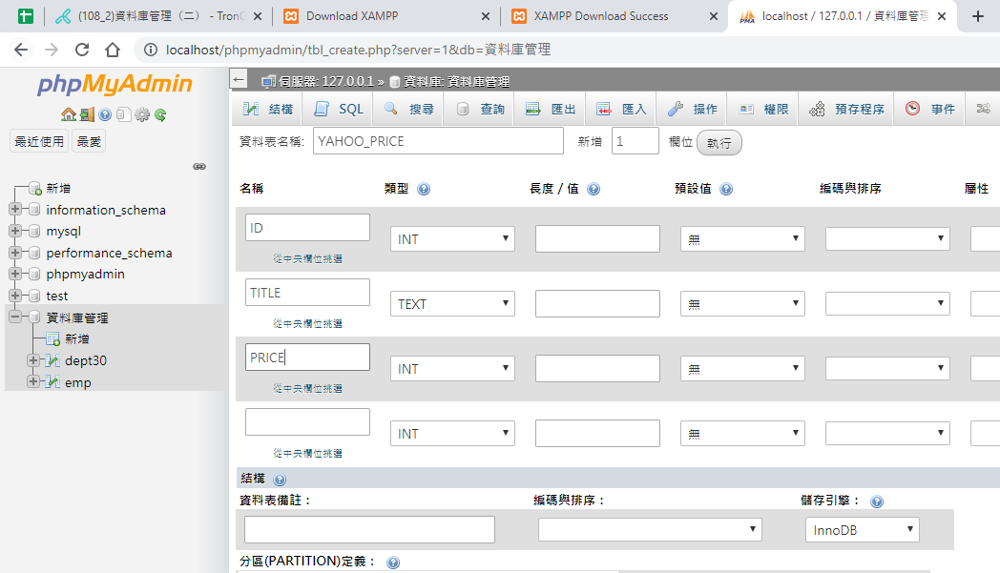 (108_2)資料庫管理（二） - TronC
Download XAMPP
XAMPP Download Success
localhost / 127.0.0.1 / 資料庫管理
localhost/phpmyadmin/tbl_create.php?server=1&db=資料庫管理
phpMyAdmin
最近使用 最愛
新增
information_schema
mysql
performance_schema
phpmyadmin
test
資料庫管理
新增
dept30
emp
伺服器: 127.0.0.1 » 資料庫: 資料庫管理
結構 SQL 搜尋 查詢 匯出 匯入 操作 權限 預存程序 事件
資料表名稱: YAHOO_PRICE 新增 1 欄位 執行
名稱 類型 長度 / 值 預設值 編碼與排序 屬性
ID INT 無
從中央欄位挑選
TITLE TEXT 無
從中央欄位挑選
PRICE INT 無
從中央欄位挑選
INT 無
從中央欄位挑選
結構
資料表備註： 編碼與排序： 儲存引擎：
InnoDB
分區(PARTITION)定義：